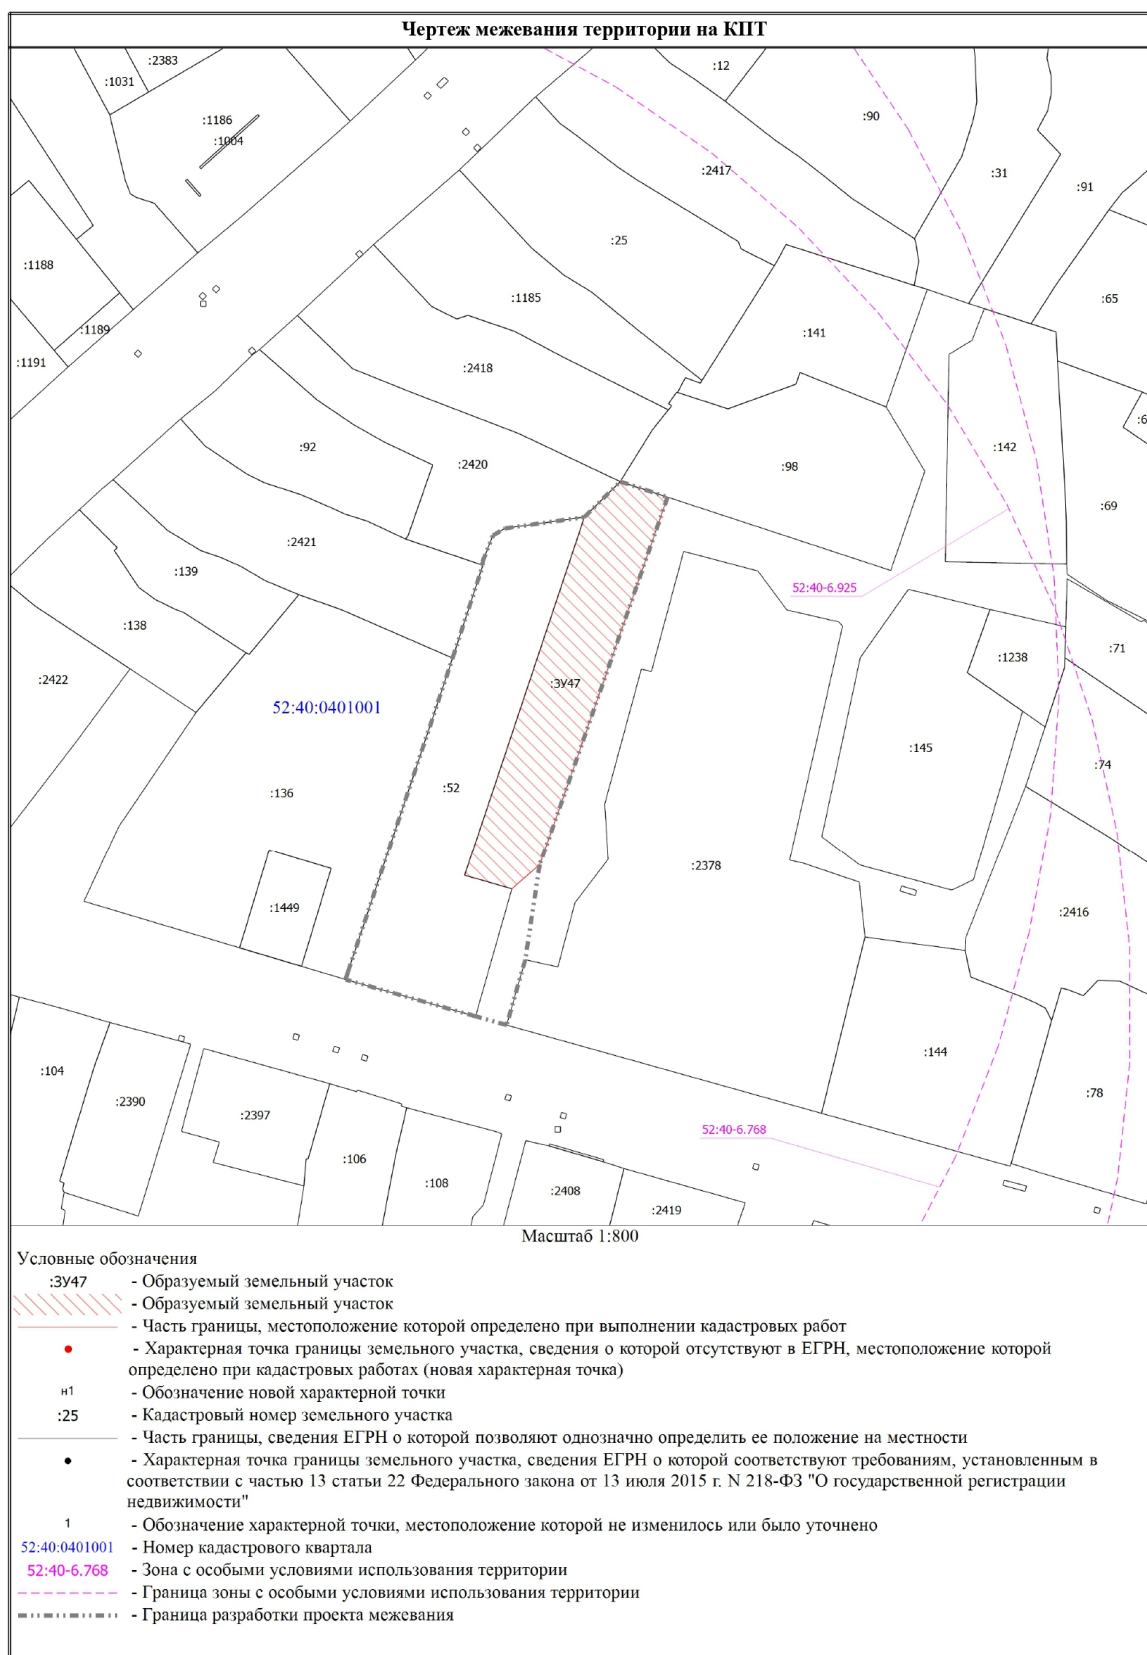 Чертеж межевания территории на КПТ
:2383
:12
:1031
:90
:1186
:1004
:2417
:31
:91
:25
:1188
:1185
:65
:1189
:141
:1191
:2418
:6
:92
:2420
:98
:142
:69
:2421
:139
52:40-6.925
:138
:71
:1238
:2422
:ЗУ47
52:40:0401001
:145
:74
:52
:136
:2378
:1449
:2416
:144
:104
:78
:2390
:2397
52:40-6.768
:106
:108
:2408
:2419
Масштаб 1:800
Условные обозначения
:ЗУ47 - Образуемый земельный участок
- Образуемый земельный участок
- Часть границы, местоположение которой определено при выполнении кадастровых работ
- Характерная точка границы земельного участка, сведения о которой отсутствуют в ЕГРН, местоположение которой
определено при кадастровых работах (новая характерная точка)
н1 - Обозначение новой характерной точки
:25 - Кадастровый номер земельного участка
- Часть границы, сведения ЕГРН о которой позволяют однозначно определить ее положение на местности
- Характерная точка границы земельного участка, сведения ЕГРН о которой соответствуют требованиям, установленным в
соответствии с частью 13 статьи 22 Федерального закона от 13 июля 2015 г. N 218-ФЗ "О государственной регистрации
недвижимости"
1 - Обозначение характерной точки, местоположение которой не изменилось или было уточнено
52:40:0401001 - Номер кадастрового квартала
52:40-6.768 - Зона с особыми условиями использования территории
- Граница зоны с особыми условиями использования территории
- Граница разработки проекта межевания